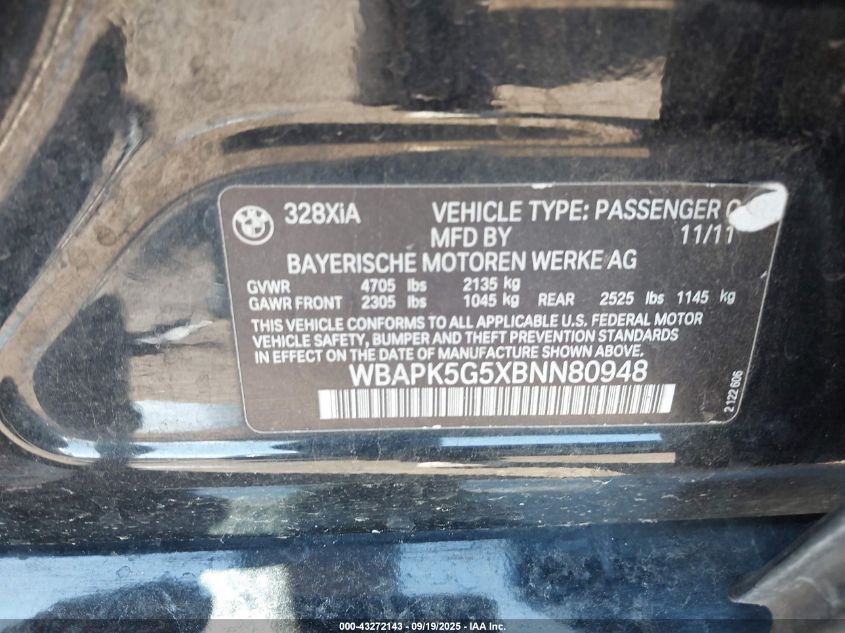 BMW
328XiA VEHICLE TYPE: PASSENGER
MFD BY 11/11
BAYERISCHE MOTOREN WERKE AG
GVWR 4705 lbs 2135 kg
GAWR FRONT 2305 lbs 1045 kg REAR 2525 lbs 1145 kg
THIS VEHICLE CONFORMS TO ALL APPLICABLE U.S. FEDERAL MOTOR
VEHICLE SAFETY, BUMPER AND THEFT PREVENTION STANDARDS
IN EFFECT ON THE DATE OF MANUFACTURE SHOWN ABOVE.
WBAPK5G5XBNN80948
2122 606
000-43272143 - 09/19/2025 - IAA, Inc.